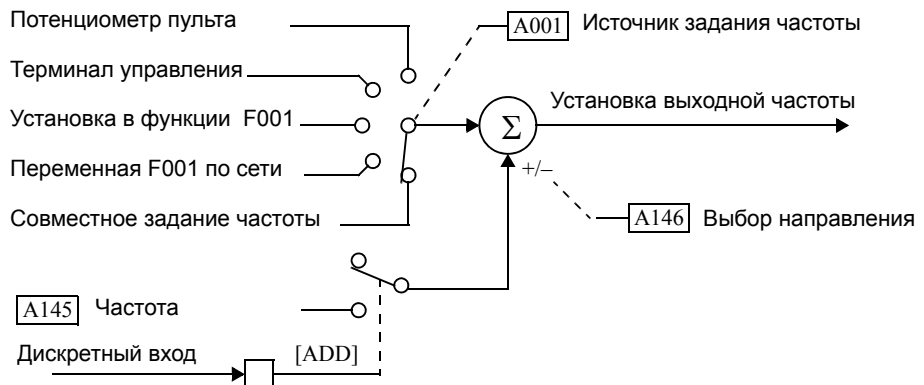 Потенциометр пульта
A001 Источник задания частоты
Терминал управления
Установка в функции F001
Σ
Установка выходной частоты
Переменная F001 по сети
+/–
Совместное задание частоты
A146 Выбор направления
A145 Частота
Дискретный вход
[ADD]